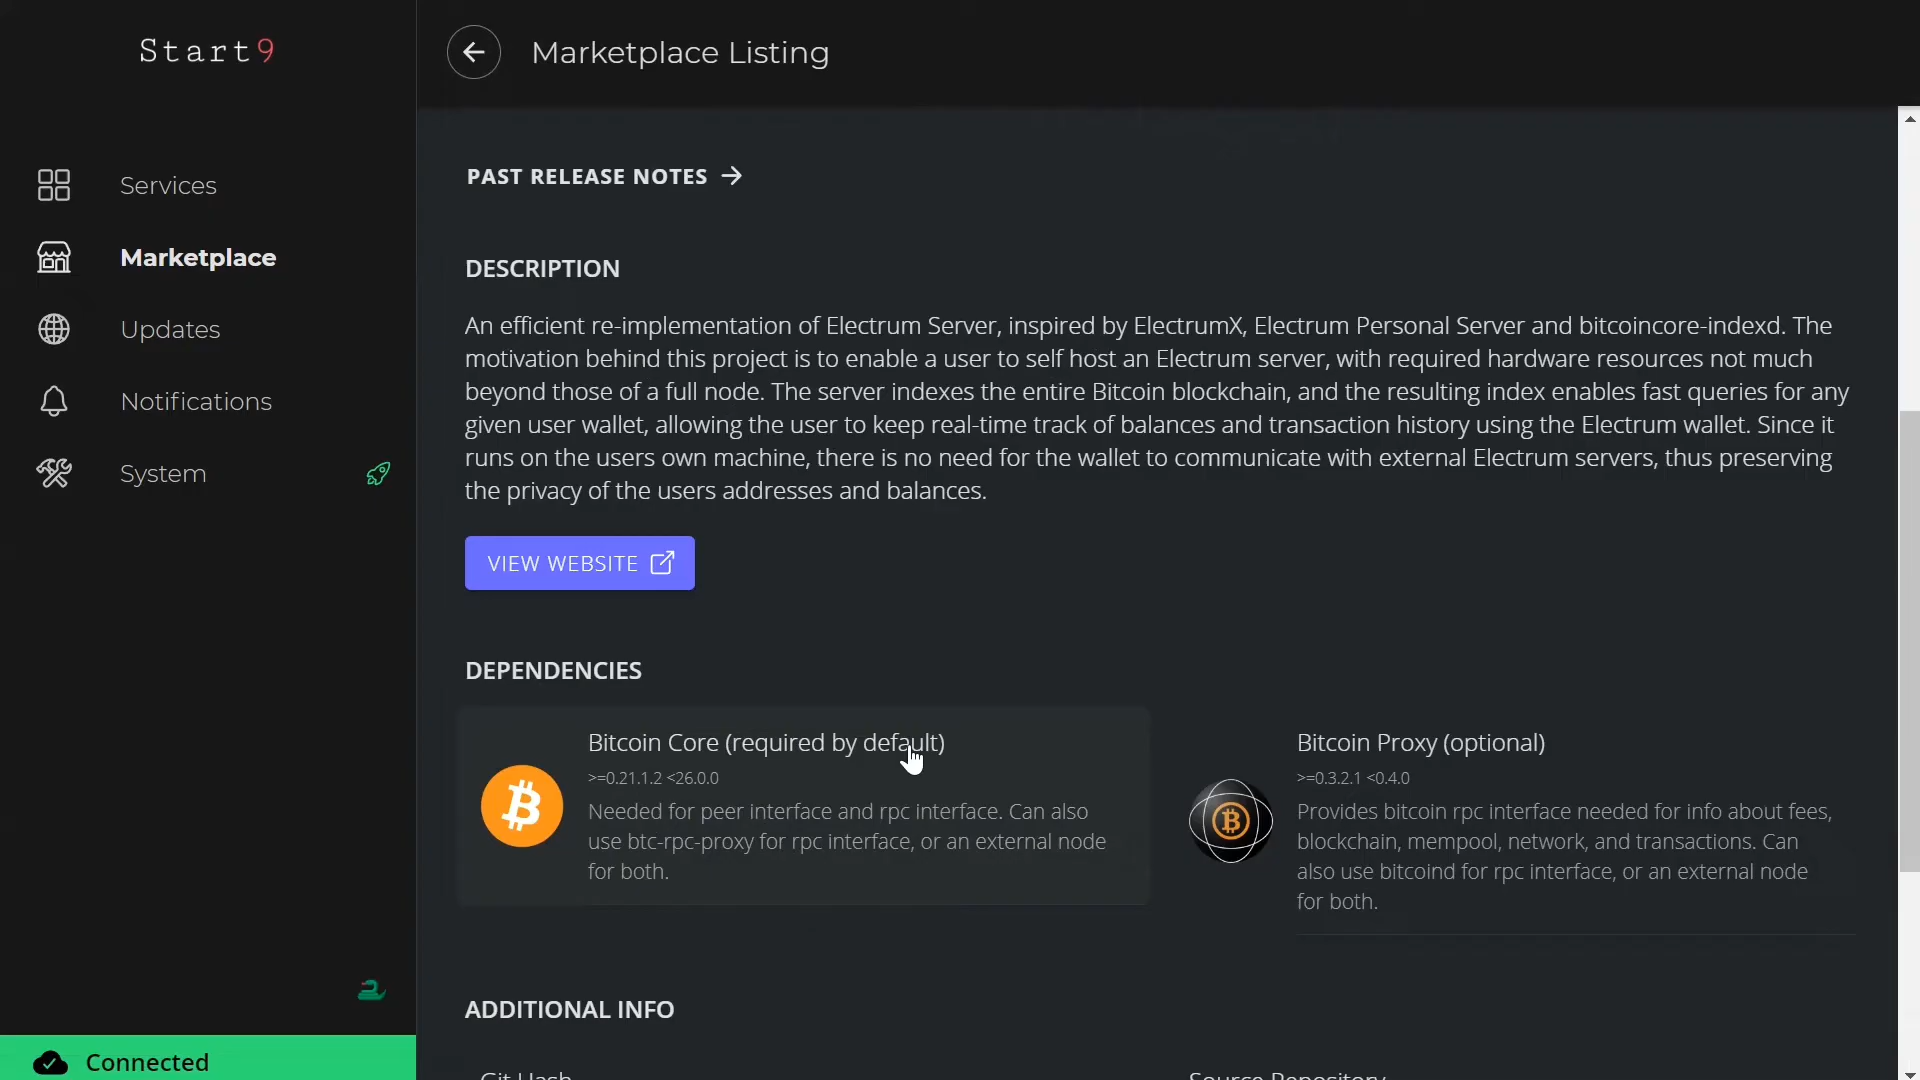 Start9
Marketplace Listing
Services
Marketplace
Updates
Notifications
System
Connected
PAST RELEASE NOTES
DESCRIPTION
An efficient re-implementation of Electrum Server, inspired by ElectrumX, Electrum Personal Server and bitcoincore-indexd. The
motivation behind this project is to enable a user to self host an Electrum server, with required hardware resources not much
beyond those of a full node. The server indexes the entire Bitcoin blockchain, and the resulting index enables fast queries for any
given user wallet, allowing the user to keep real-time track of balances and transaction history using the Electrum wallet. Since it
runs on the users own machine, there is no need for the wallet to communicate with external Electrum servers, thus preserving
the privacy of the users addresses and balances.
VIEW WEBSITE
DEPENDENCIES
Bitcoin Core (required by default)
>=0.21.1.2 <26.0.0
Needed for peer interface and rpc interface. Can also
use btc-rpc-proxy for rpc interface, or an external node
for both.
Bitcoin Proxy (optional)
>=0.3.2.1 <0.4.0
Provides bitcoin rpc interface needed for info about fees,
blockchain, mempool, network, and transactions. Can
also use bitcoind for rpc interface, or an external node
for both.
ADDITIONAL INFO
Git Hash
Source Repository